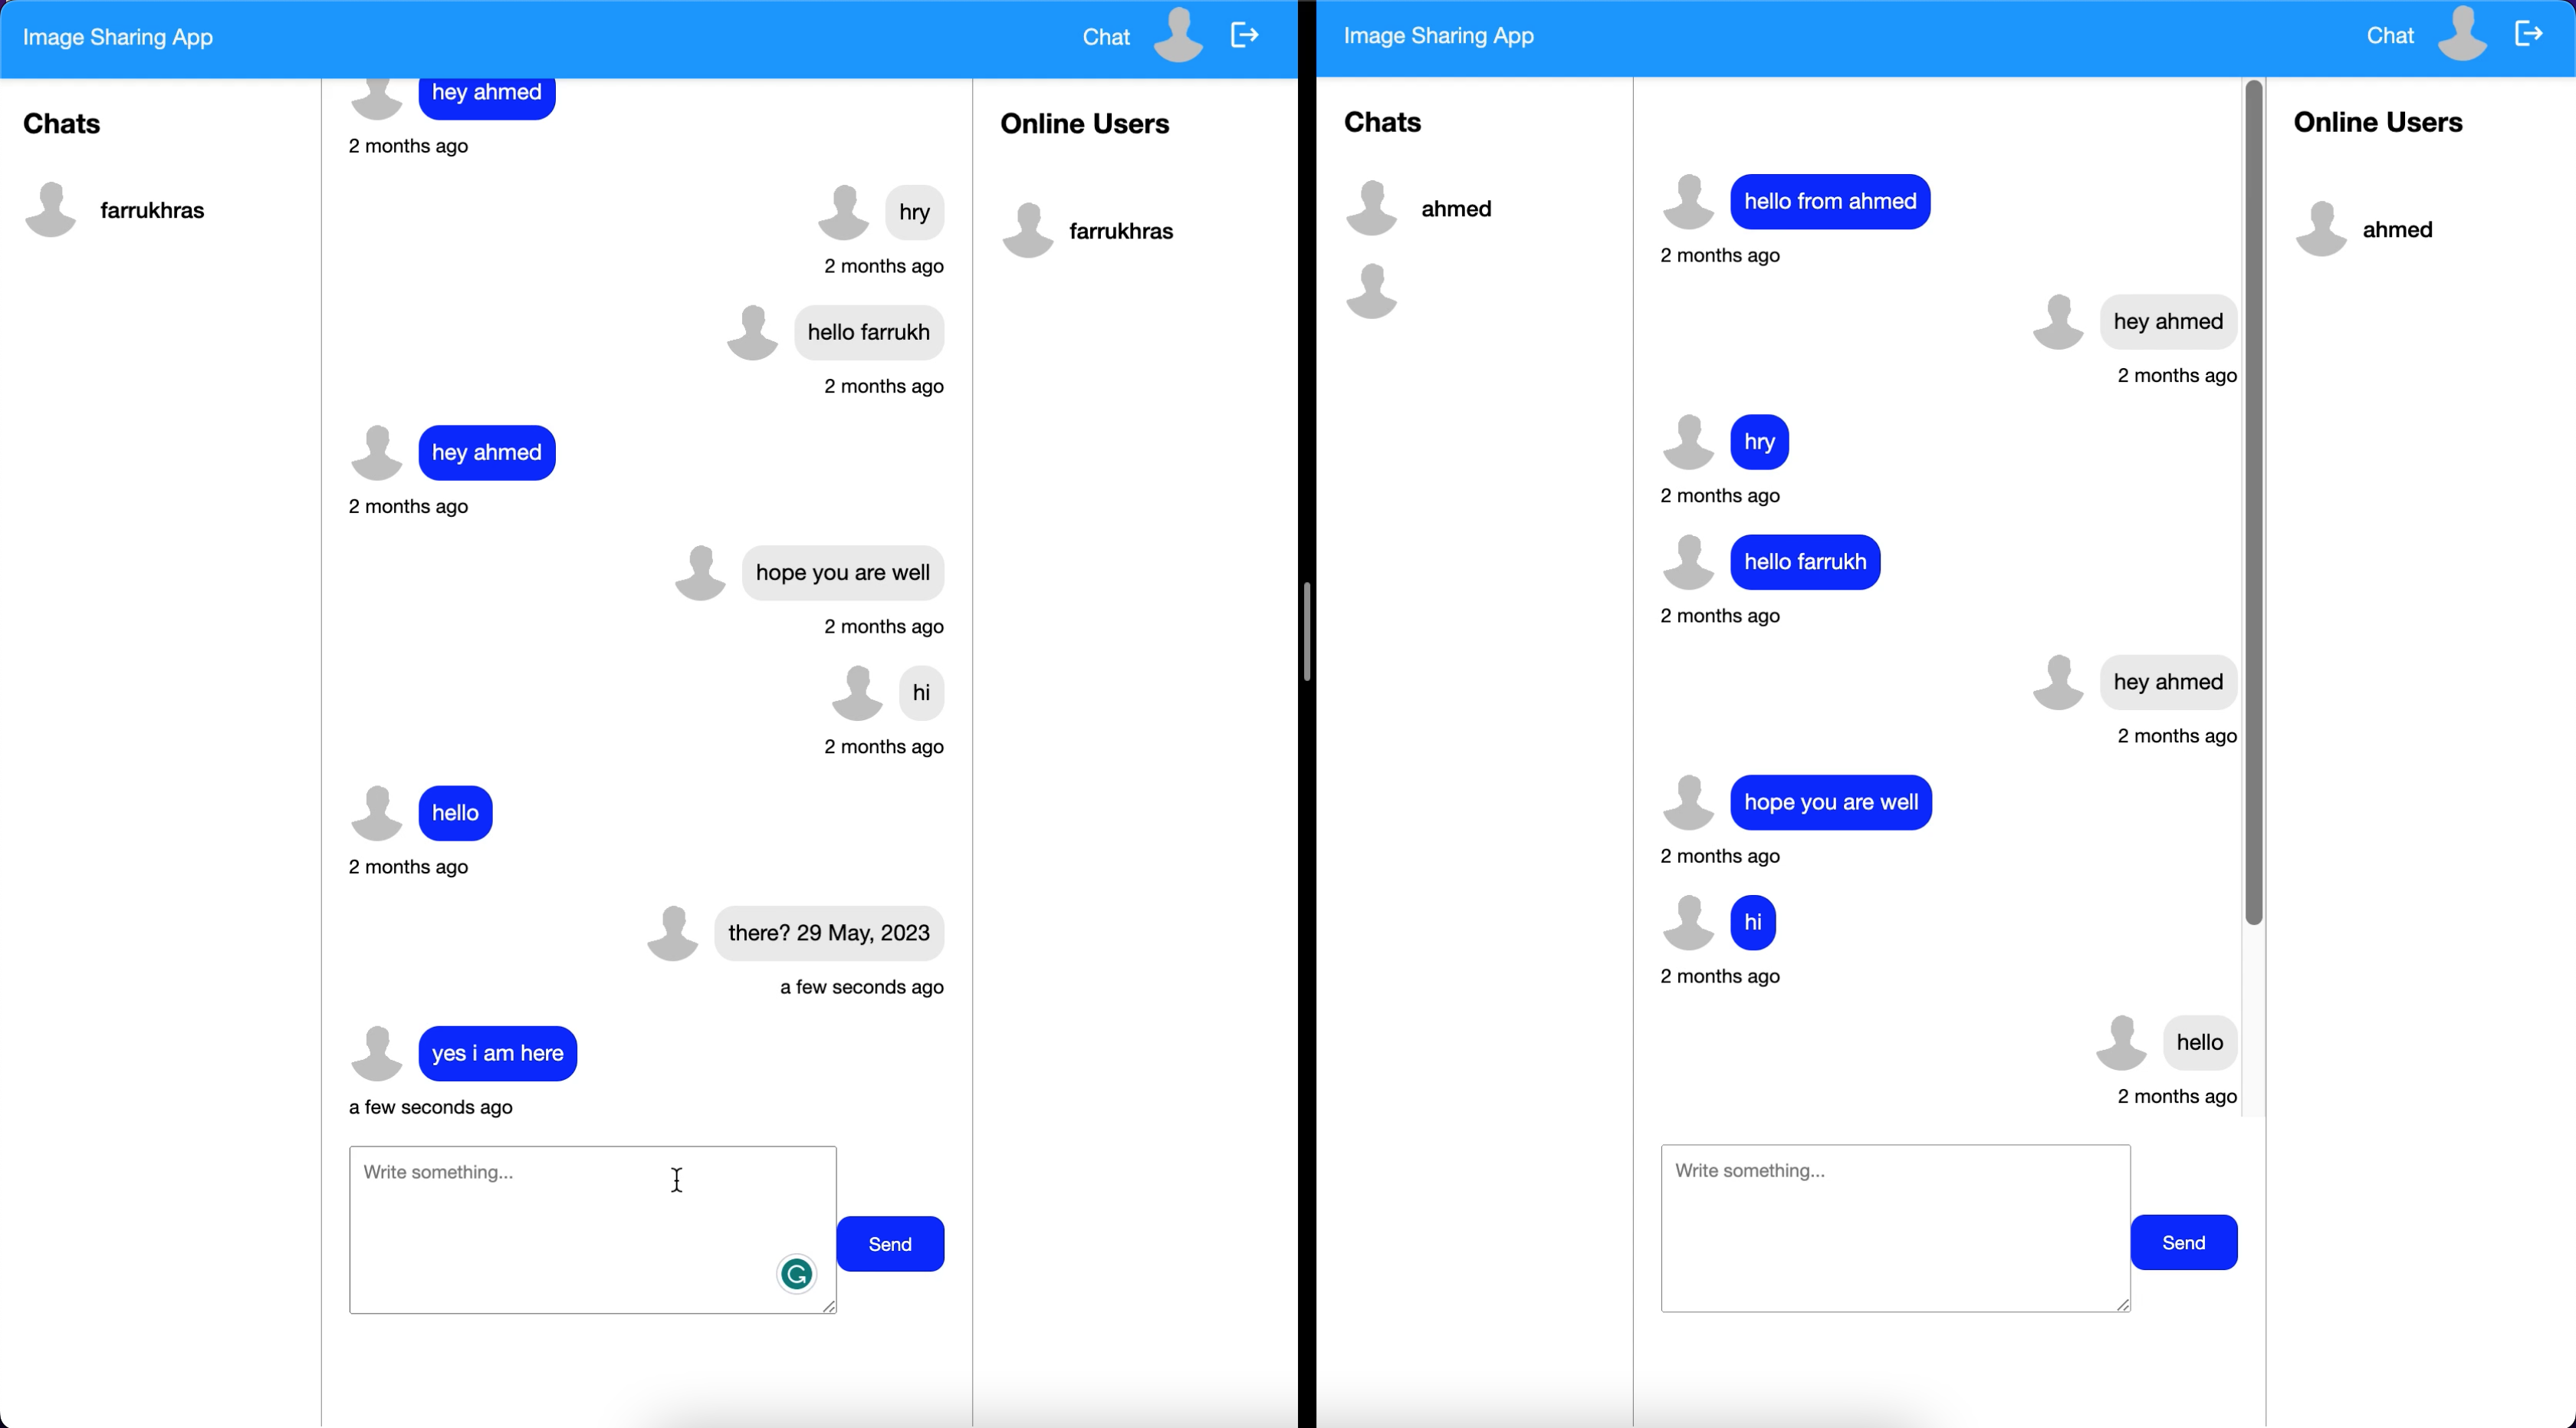 Image Sharing App
Chat
Chats
farrukhras
hey ahmed
2 months ago
hry
2 months ago
hello farrukh
2 months ago
hey ahmed
2 months ago
hope you are well
2 months ago
hi
2 months ago
hello
2 months ago
there? 29 May, 2023
a few seconds ago
yes i am here
a few seconds ago
Write something...
Send
Online Users
farrukhras
Image Sharing App
Chat
Chats
ahmed
hello from ahmed
2 months ago
hey ahmed
2 months ago
hry
2 months ago
hello farrukh
2 months ago
hey ahmed
2 months ago
hope you are well
2 months ago
hi
2 months ago
hello
2 months ago
Write something...
Send
Online Users
ahmed